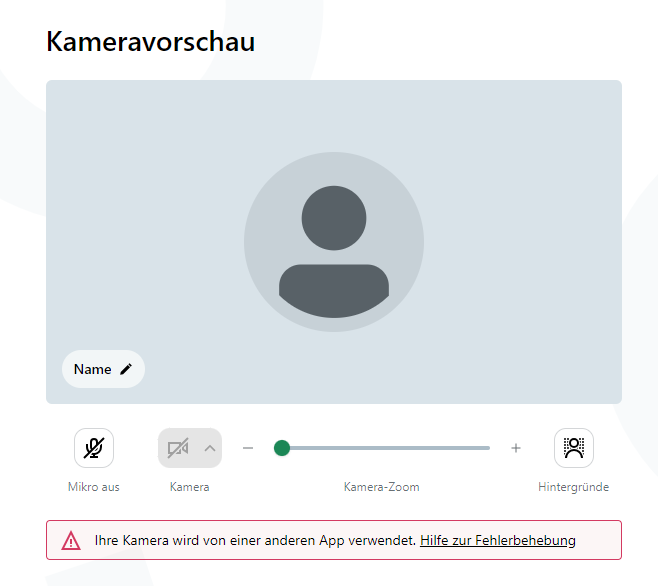 Kameravorschau
Name
Mikro aus
Kamera
Kamera-Zoom
Hintergründe
Ihre Kamera wird von einer anderen App verwendet. Hilfe zur Fehlerbehebung